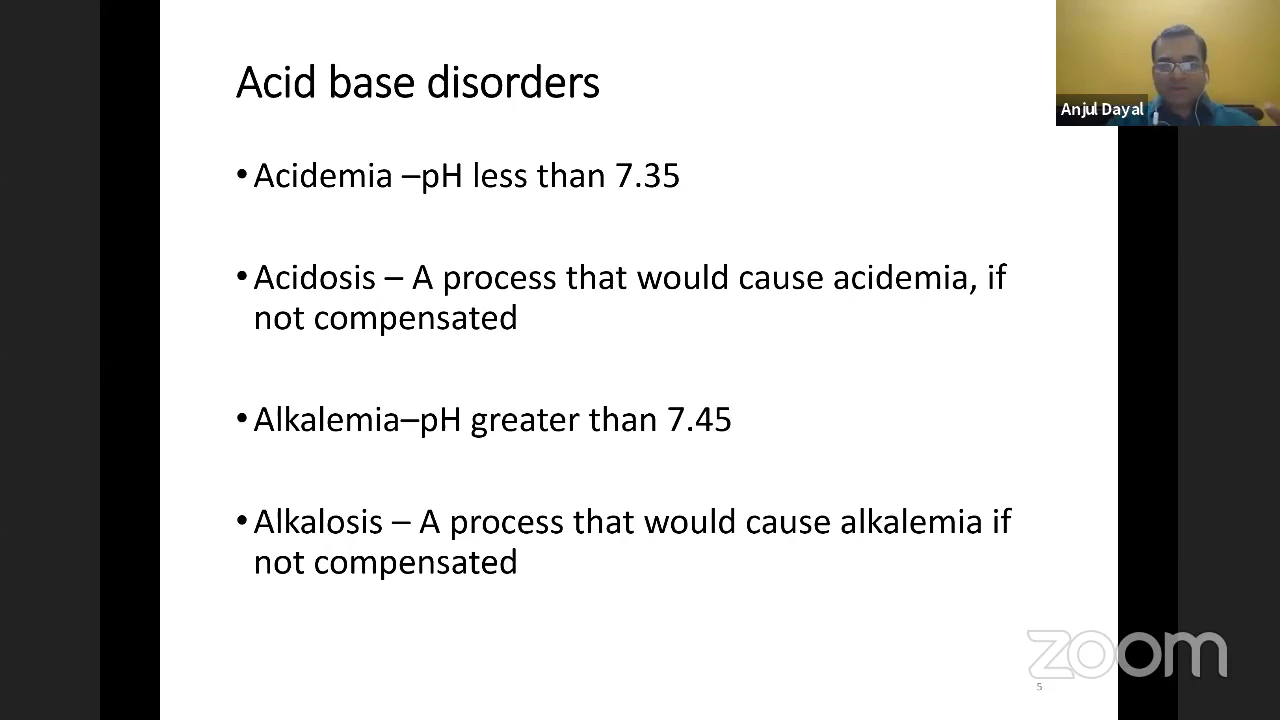 Acid base disorders
Anjul Dayal
•Acidemia –pH less than 7.35
•Acidosis – A process that would cause acidemia, if
not compensated
•Alkalemia–pH greater than 7.45
•Alkalosis – A process that would cause alkalemia if
not compensated
zoom
5